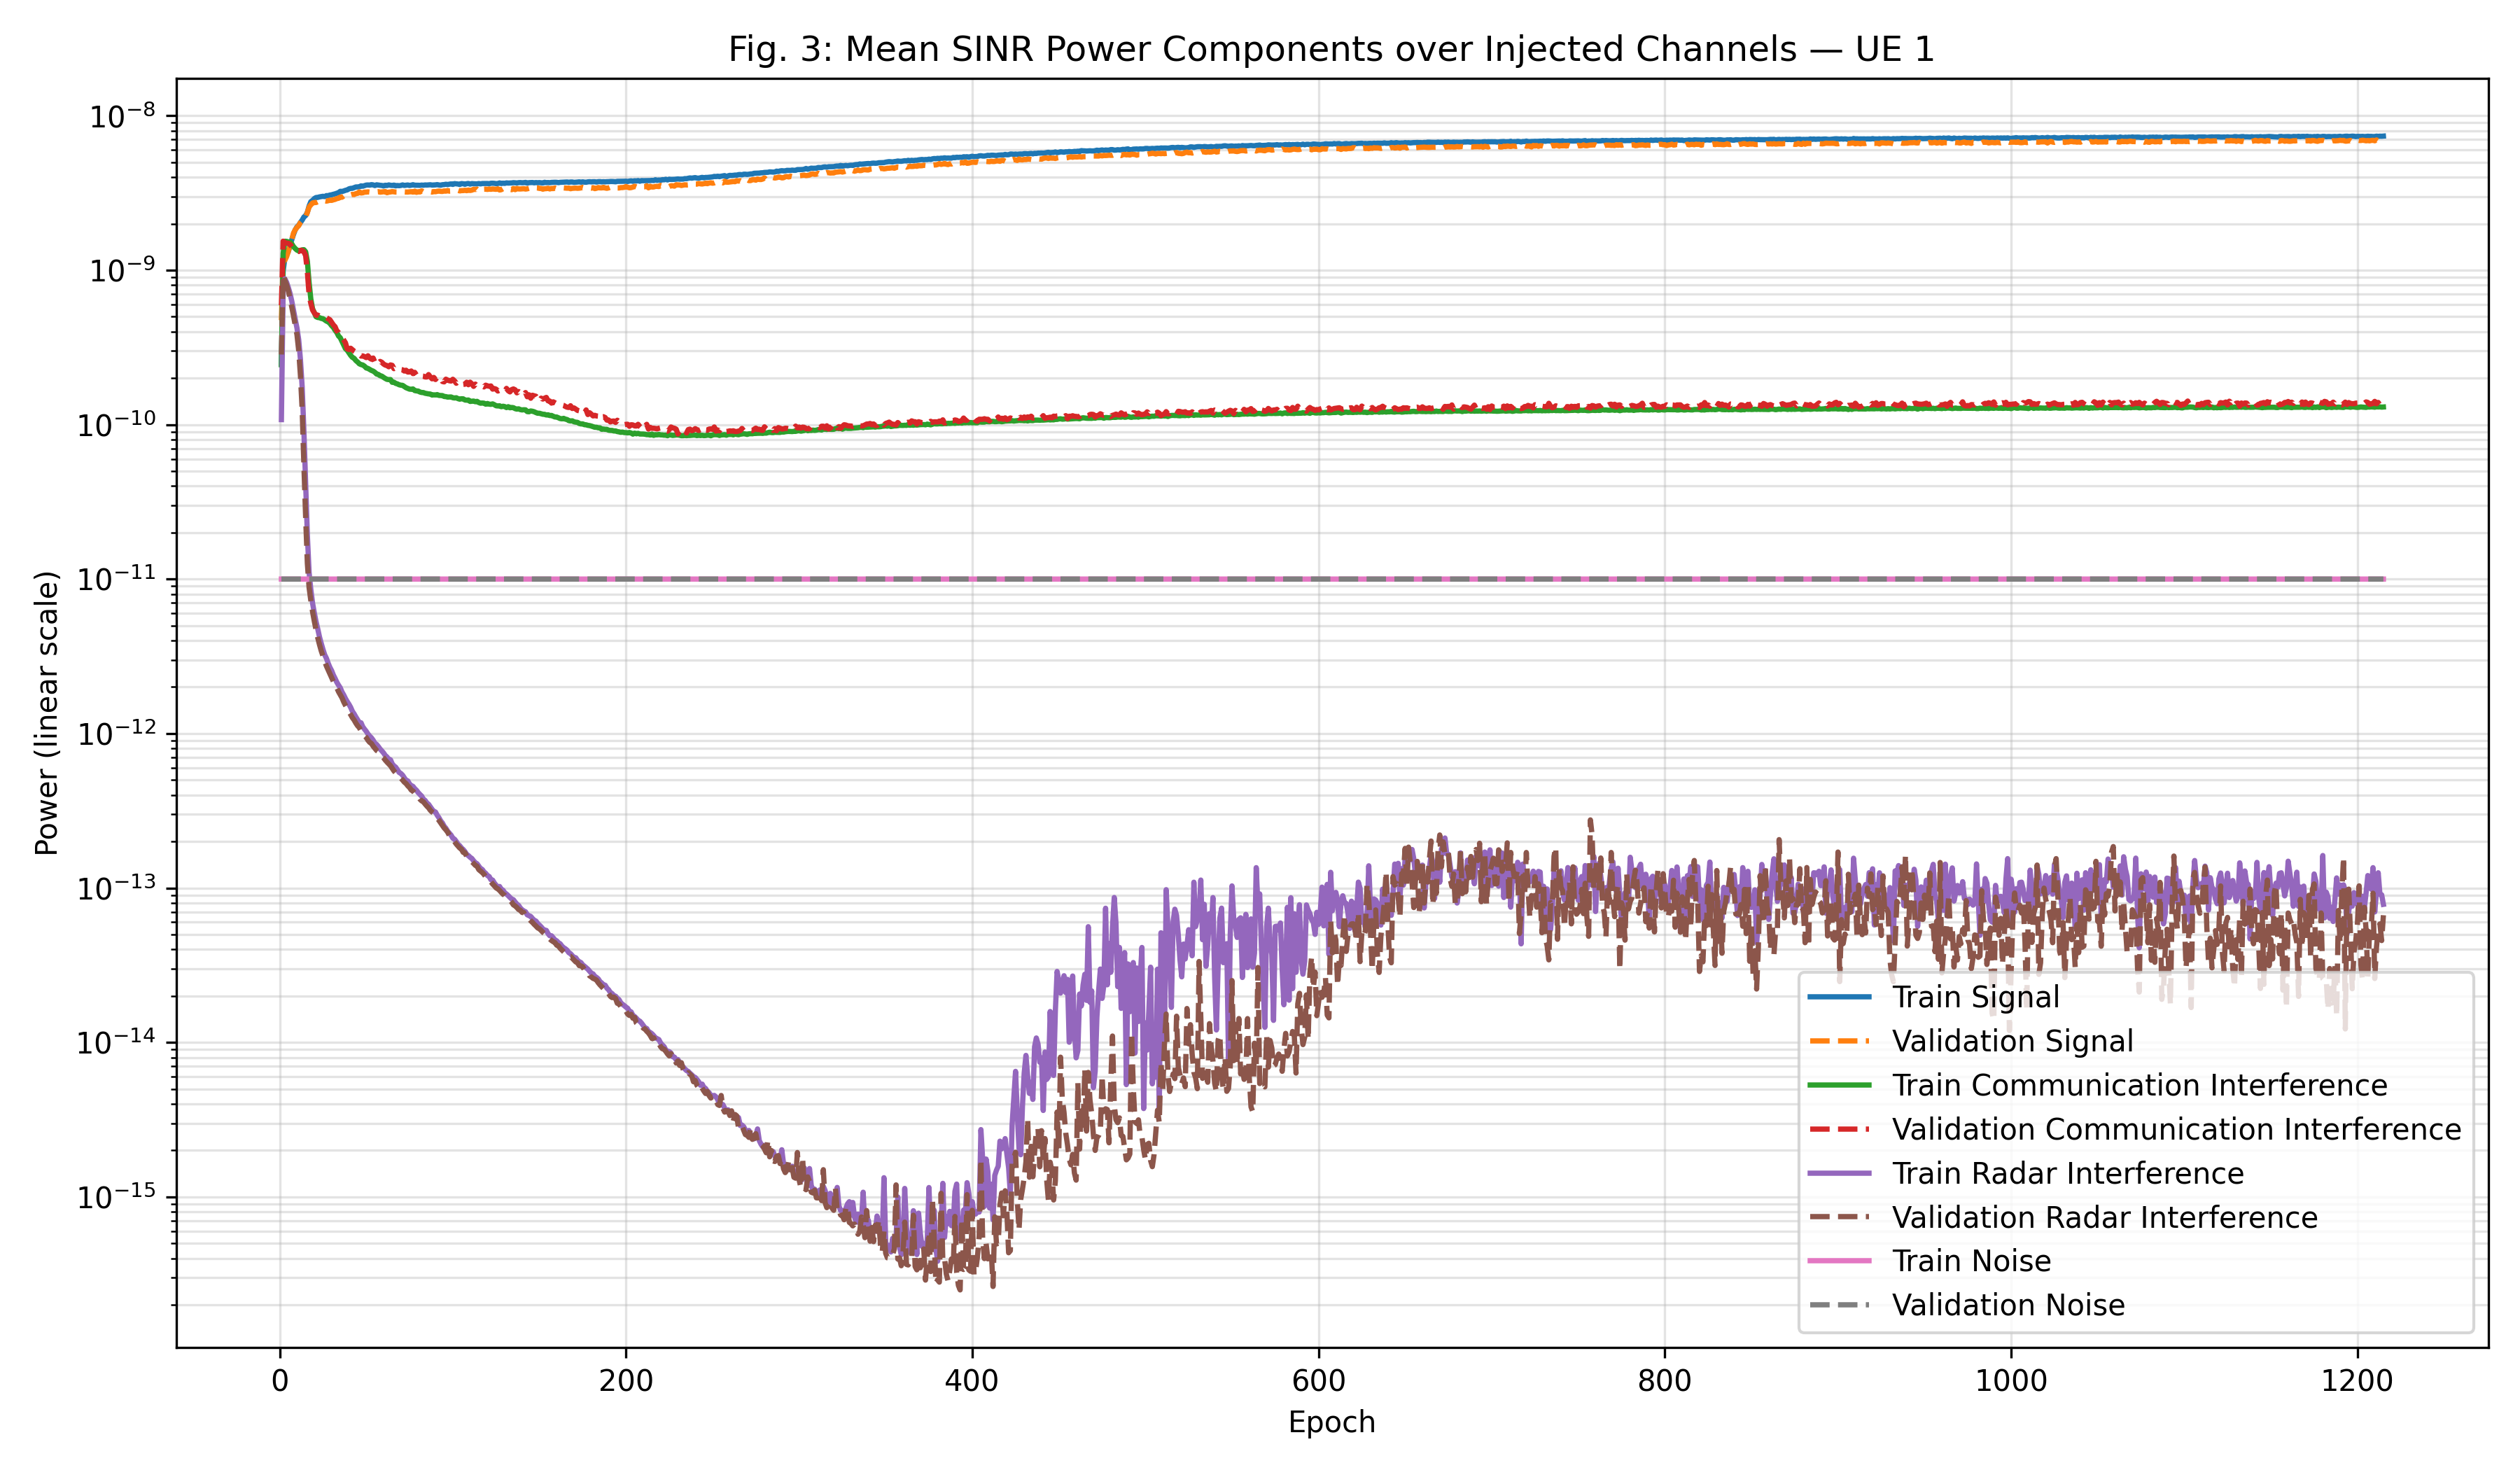 Fig. 3: Mean SINR Power Components over Injected Channels — UE 1
Power (linear scale)
10⁻⁸
10⁻⁹
10⁻¹⁰
10⁻¹¹
10⁻¹²
10⁻¹³
10⁻¹⁴
10⁻¹⁵
Train Signal
Validation Signal
Train Communication Interference
Validation Communication Interference
Train Radar Interference
Validation Radar Interference
Train Noise
Validation Noise
0 200 400 600 800 1000 1200
Epoch